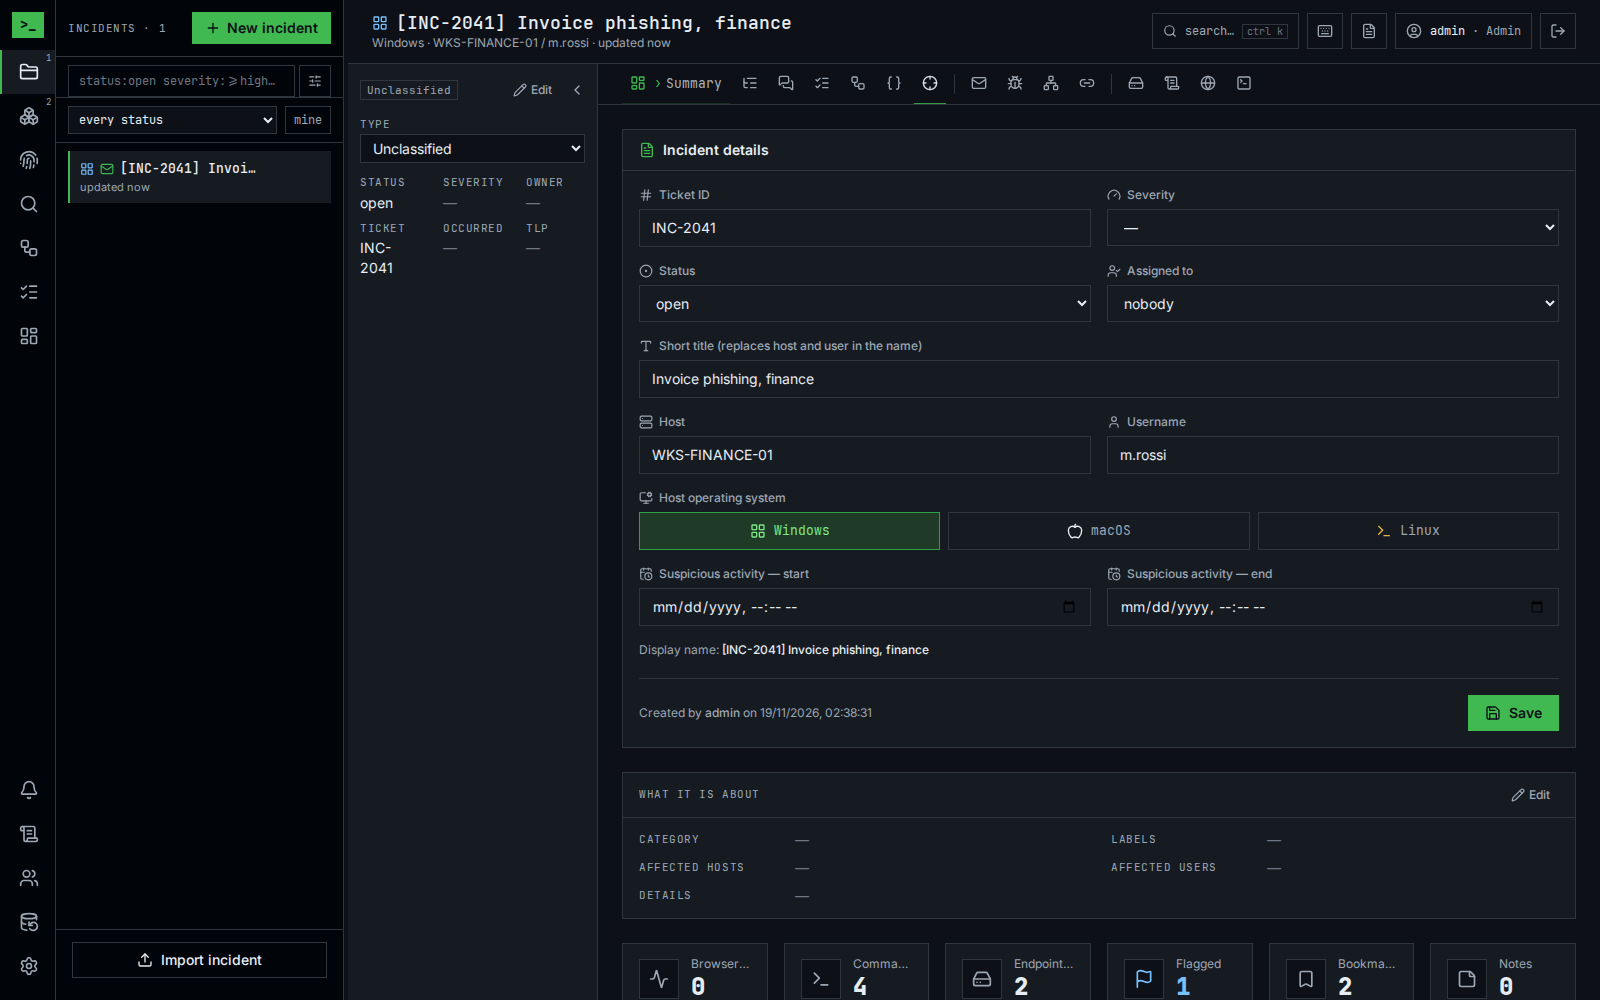 >_
INCIDENTS · 1
New incident
1
status:open severity:≥high…
2
every status
mine
[INC-2041] Invoi…
updated now
Import incident
[INC-2041] Invoice phishing, finance
Windows · WKS-FINANCE-01 / m.rossi · updated now
search… ctrl k
admin · Admin
Unclassified
Edit
TYPE
Unclassified
STATUS SEVERITY OWNER
open — —
TICKET OCCURRED TLP
INC-2041 — —
Summary
Incident details
Ticket ID
Severity
INC-2041
—
Status
Assigned to
open
nobody
Short title (replaces host and user in the name)
Invoice phishing, finance
Host
Username
WKS-FINANCE-01
m.rossi
Host operating system
Windows
macOS
Linux
Suspicious activity — start
Suspicious activity — end
mm/dd/yyyy, --:-- --
mm/dd/yyyy, --:-- --
Display name: [INC-2041] Invoice phishing, finance
Created by admin on 19/11/2026, 02:38:31
Save
WHAT IT IS ABOUT
Edit
CATEGORY —
LABELS —
AFFECTED HOSTS —
AFFECTED USERS —
DETAILS —
Browser…
0
Comma…
4
Endpoint…
2
Flagged
1
Bookma…
2
Notes
0